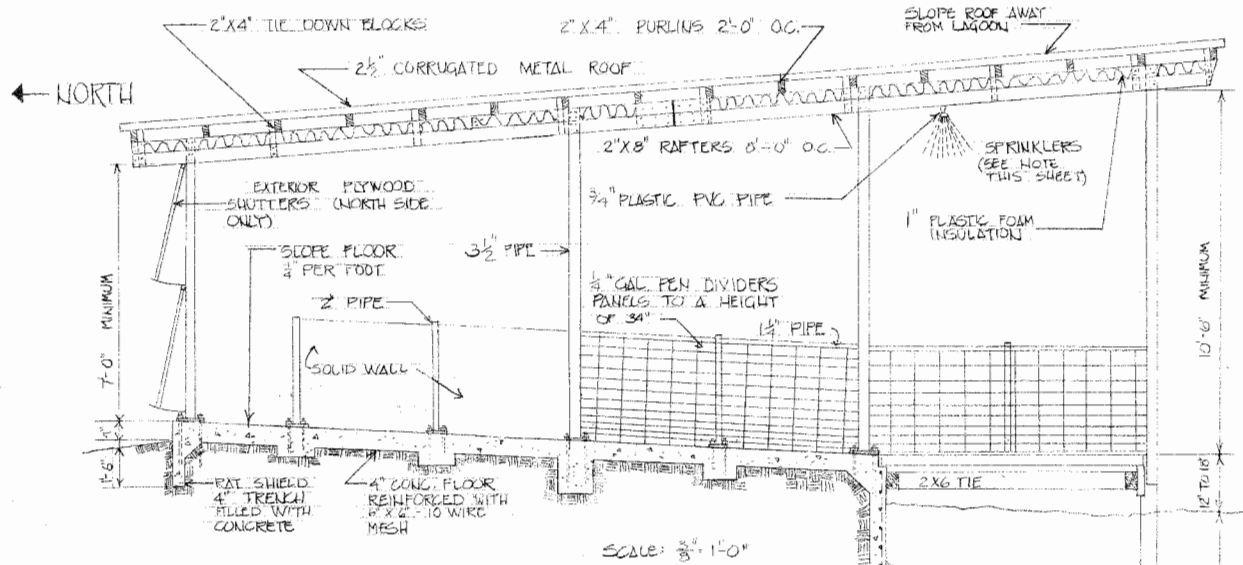 2"X4" TIE DOWN BLOCKS
2"X4" PURLINS 2'-0" O.C.
SLOPE ROOF AWAY
FROM LAGOON
2½" CORRUGATED METAL ROOF
← NORTH
2"X8" RAFTERS 8'-0" O.C.
SPRINKLERS
(SEE NOTE
THIS SHEET)
EXTERIOR PLYWOOD
SHUTTERS (NORTH SIDE
ONLY)
¾" PLASTIC PVC PIPE
1" PLASTIC FOAM
INSULATION
SLOPE FLOOR
¼" PER FOOT
3½" PIPE
¼" GAL. PEN DIVIDERS
PANELS TO A HEIGHT
OF 34"
2" PIPE
1¼" PIPE
7'-0" MINIMUM
10'-6" MINIMUM
SOLID WALL
1'-6"
RAT SHIELD
4" TRENCH
FILLED WITH
CONCRETE
4" CONC. FLOOR
REINFORCED WITH
6" X 6"-10 WIRE
MESH
2X6 TIE
12" TO 18"
SCALE: ⅜"=1'-0"